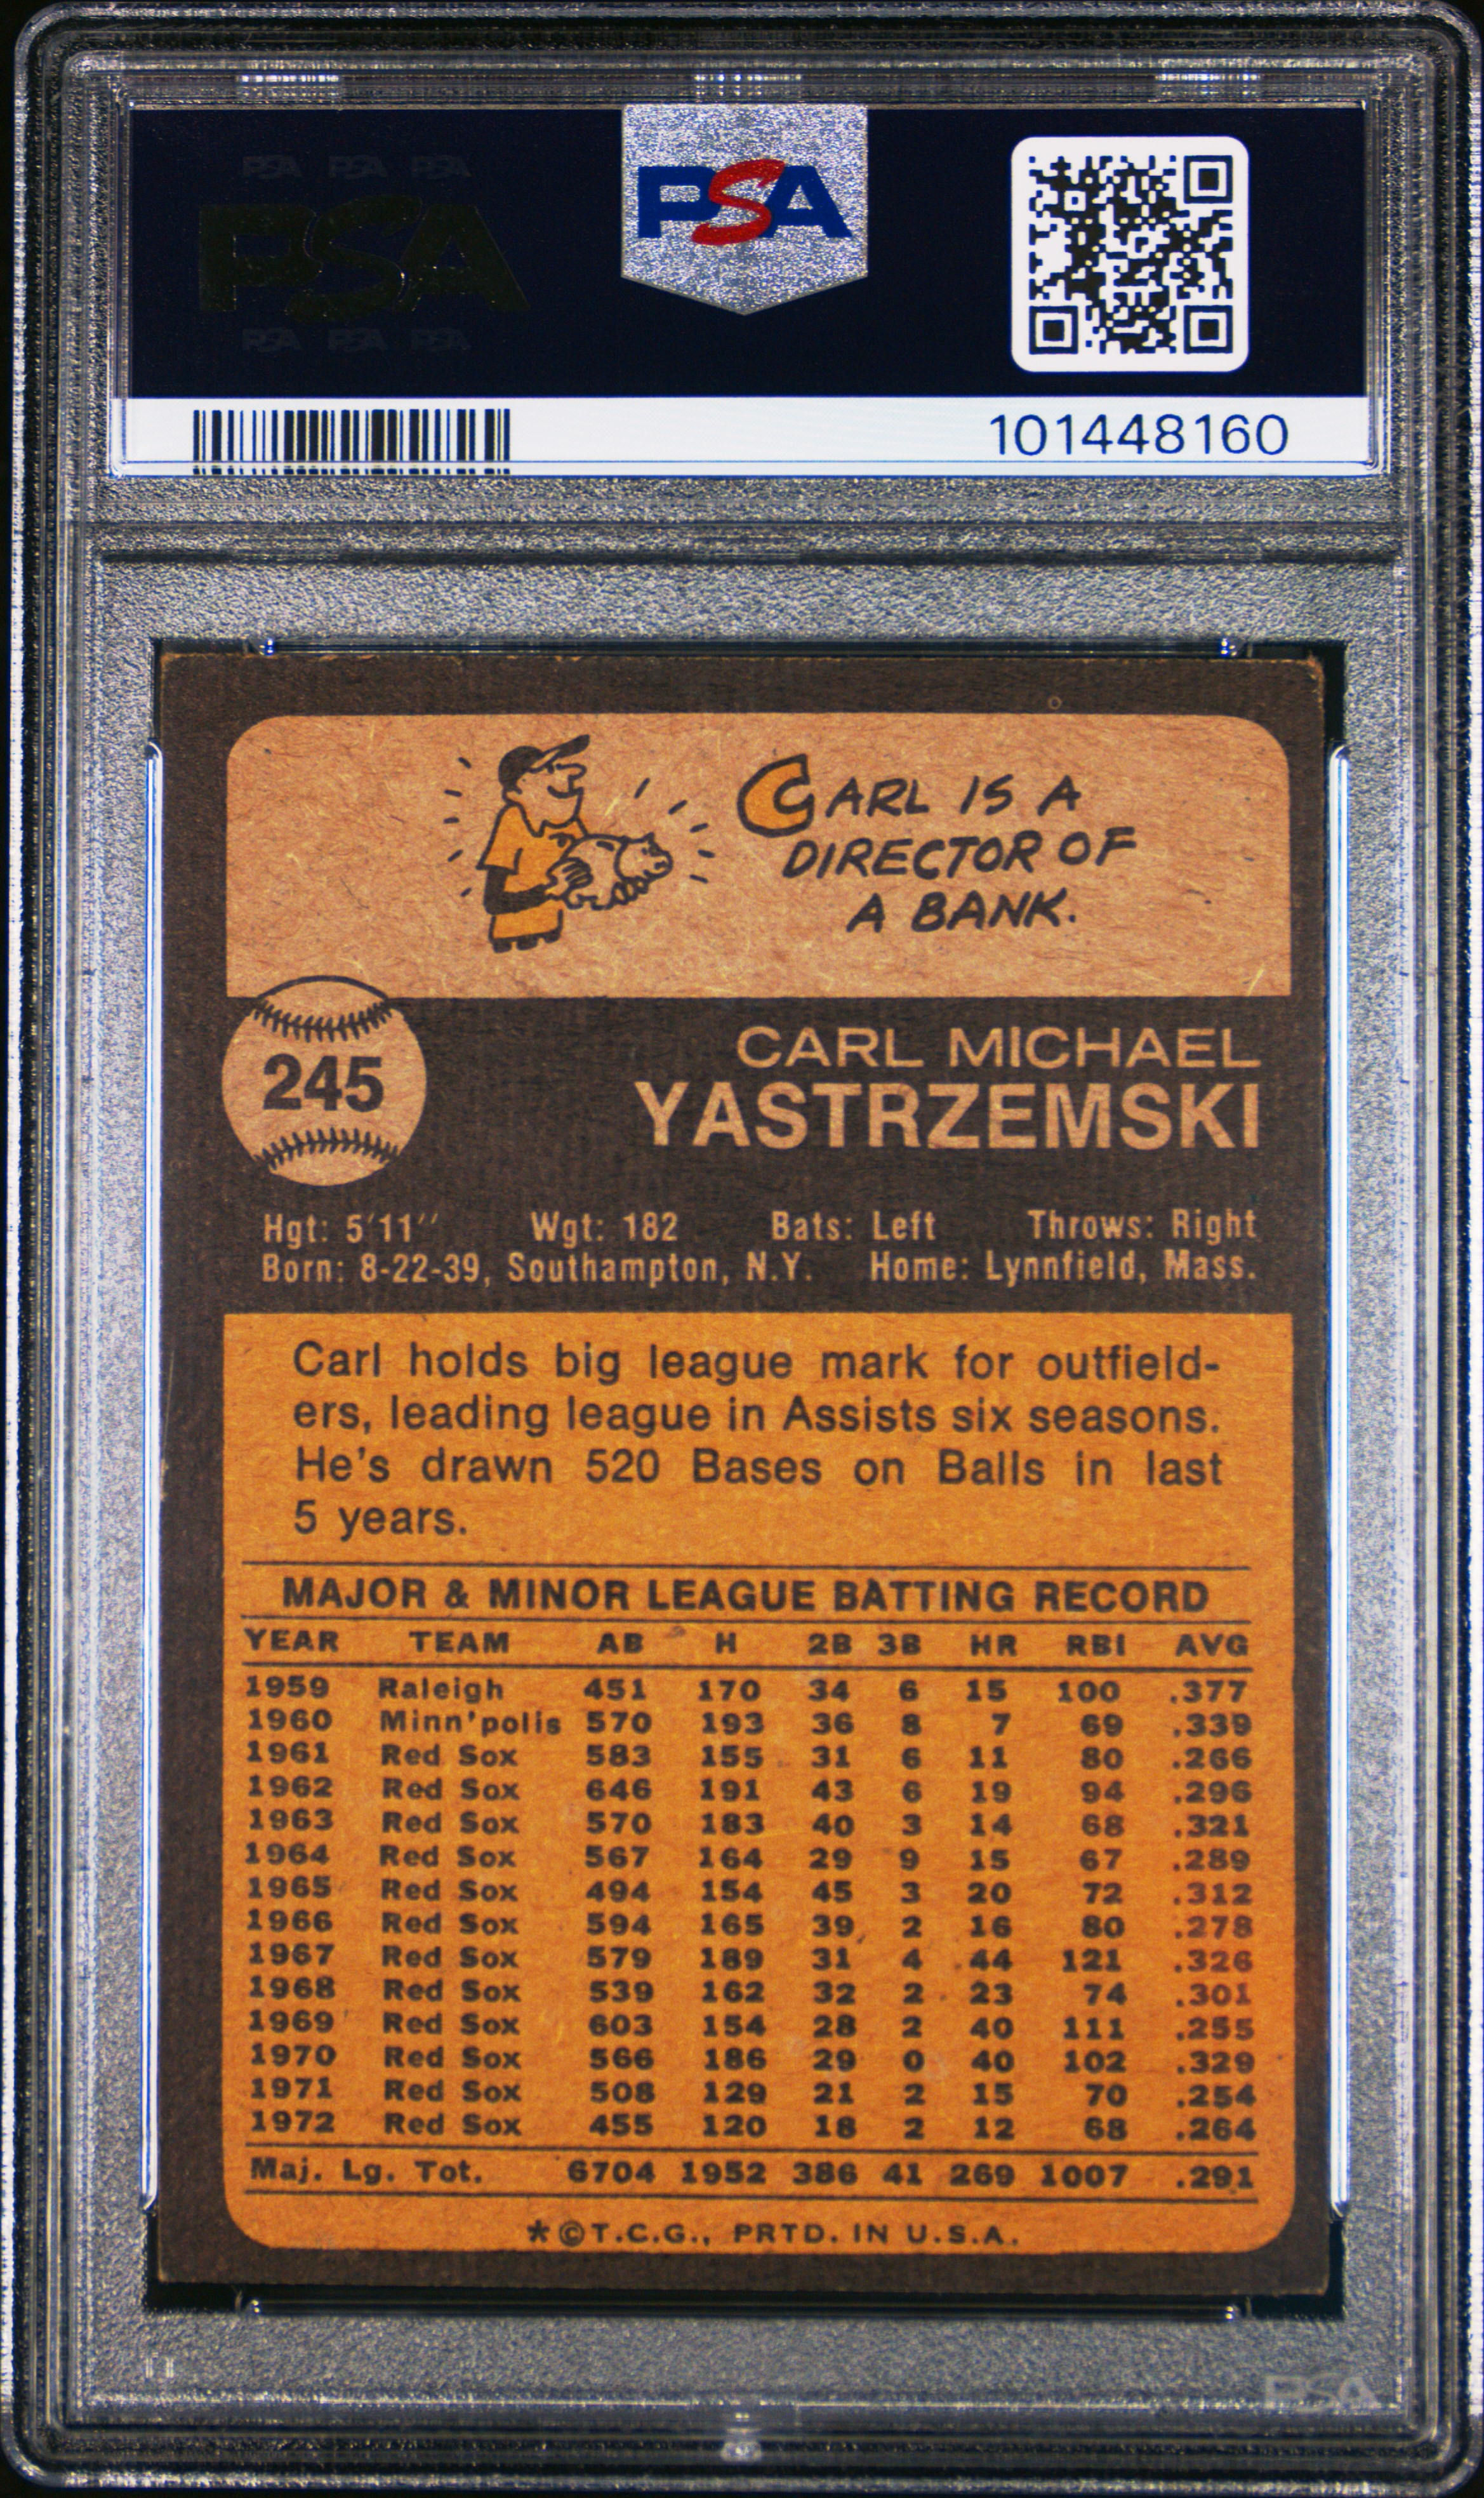 PSA PSA PSA
PSA
PSA PSA PSA
PSA
101448160
CARL IS A
DIRECTOR OF
A BANK.
245
CARL MICHAEL
YASTRZEMSKI
Hgt: 5'11'' Wgt: 182 Bats: Left Throws: Right
Born: 8-22-39, Southampton, N.Y. Home: Lynnfield, Mass.
Carl holds big league mark for outfield-
ers, leading league in Assists six seasons.
He's drawn 520 Bases on Balls in last
5 years.
MAJOR & MINOR LEAGUE BATTING RECORD
YEAR TEAM AB H 2B 3B HR RBI AVG
1959 Raleigh 451 170 34 6 15 100 .377
1960 Minn'polis 570 193 36 8 7 69 .339
1961 Red Sox 583 155 31 6 11 80 .266
1962 Red Sox 646 191 43 6 19 94 .296
1963 Red Sox 570 183 40 3 14 68 .321
1964 Red Sox 567 164 29 9 15 67 .289
1965 Red Sox 494 154 45 3 20 72 .312
1966 Red Sox 594 165 39 2 16 80 .278
1967 Red Sox 579 189 31 4 44 121 .326
1968 Red Sox 539 162 32 2 23 74 .301
1969 Red Sox 603 154 28 2 40 111 .255
1970 Red Sox 566 186 29 0 40 102 .329
1971 Red Sox 508 129 21 2 15 70 .254
1972 Red Sox 455 120 18 2 12 68 .264
Maj. Lg. Tot. 6704 1952 386 41 269 1007 .291
*©T.C.G., PRTD. IN U.S.A.
PSA